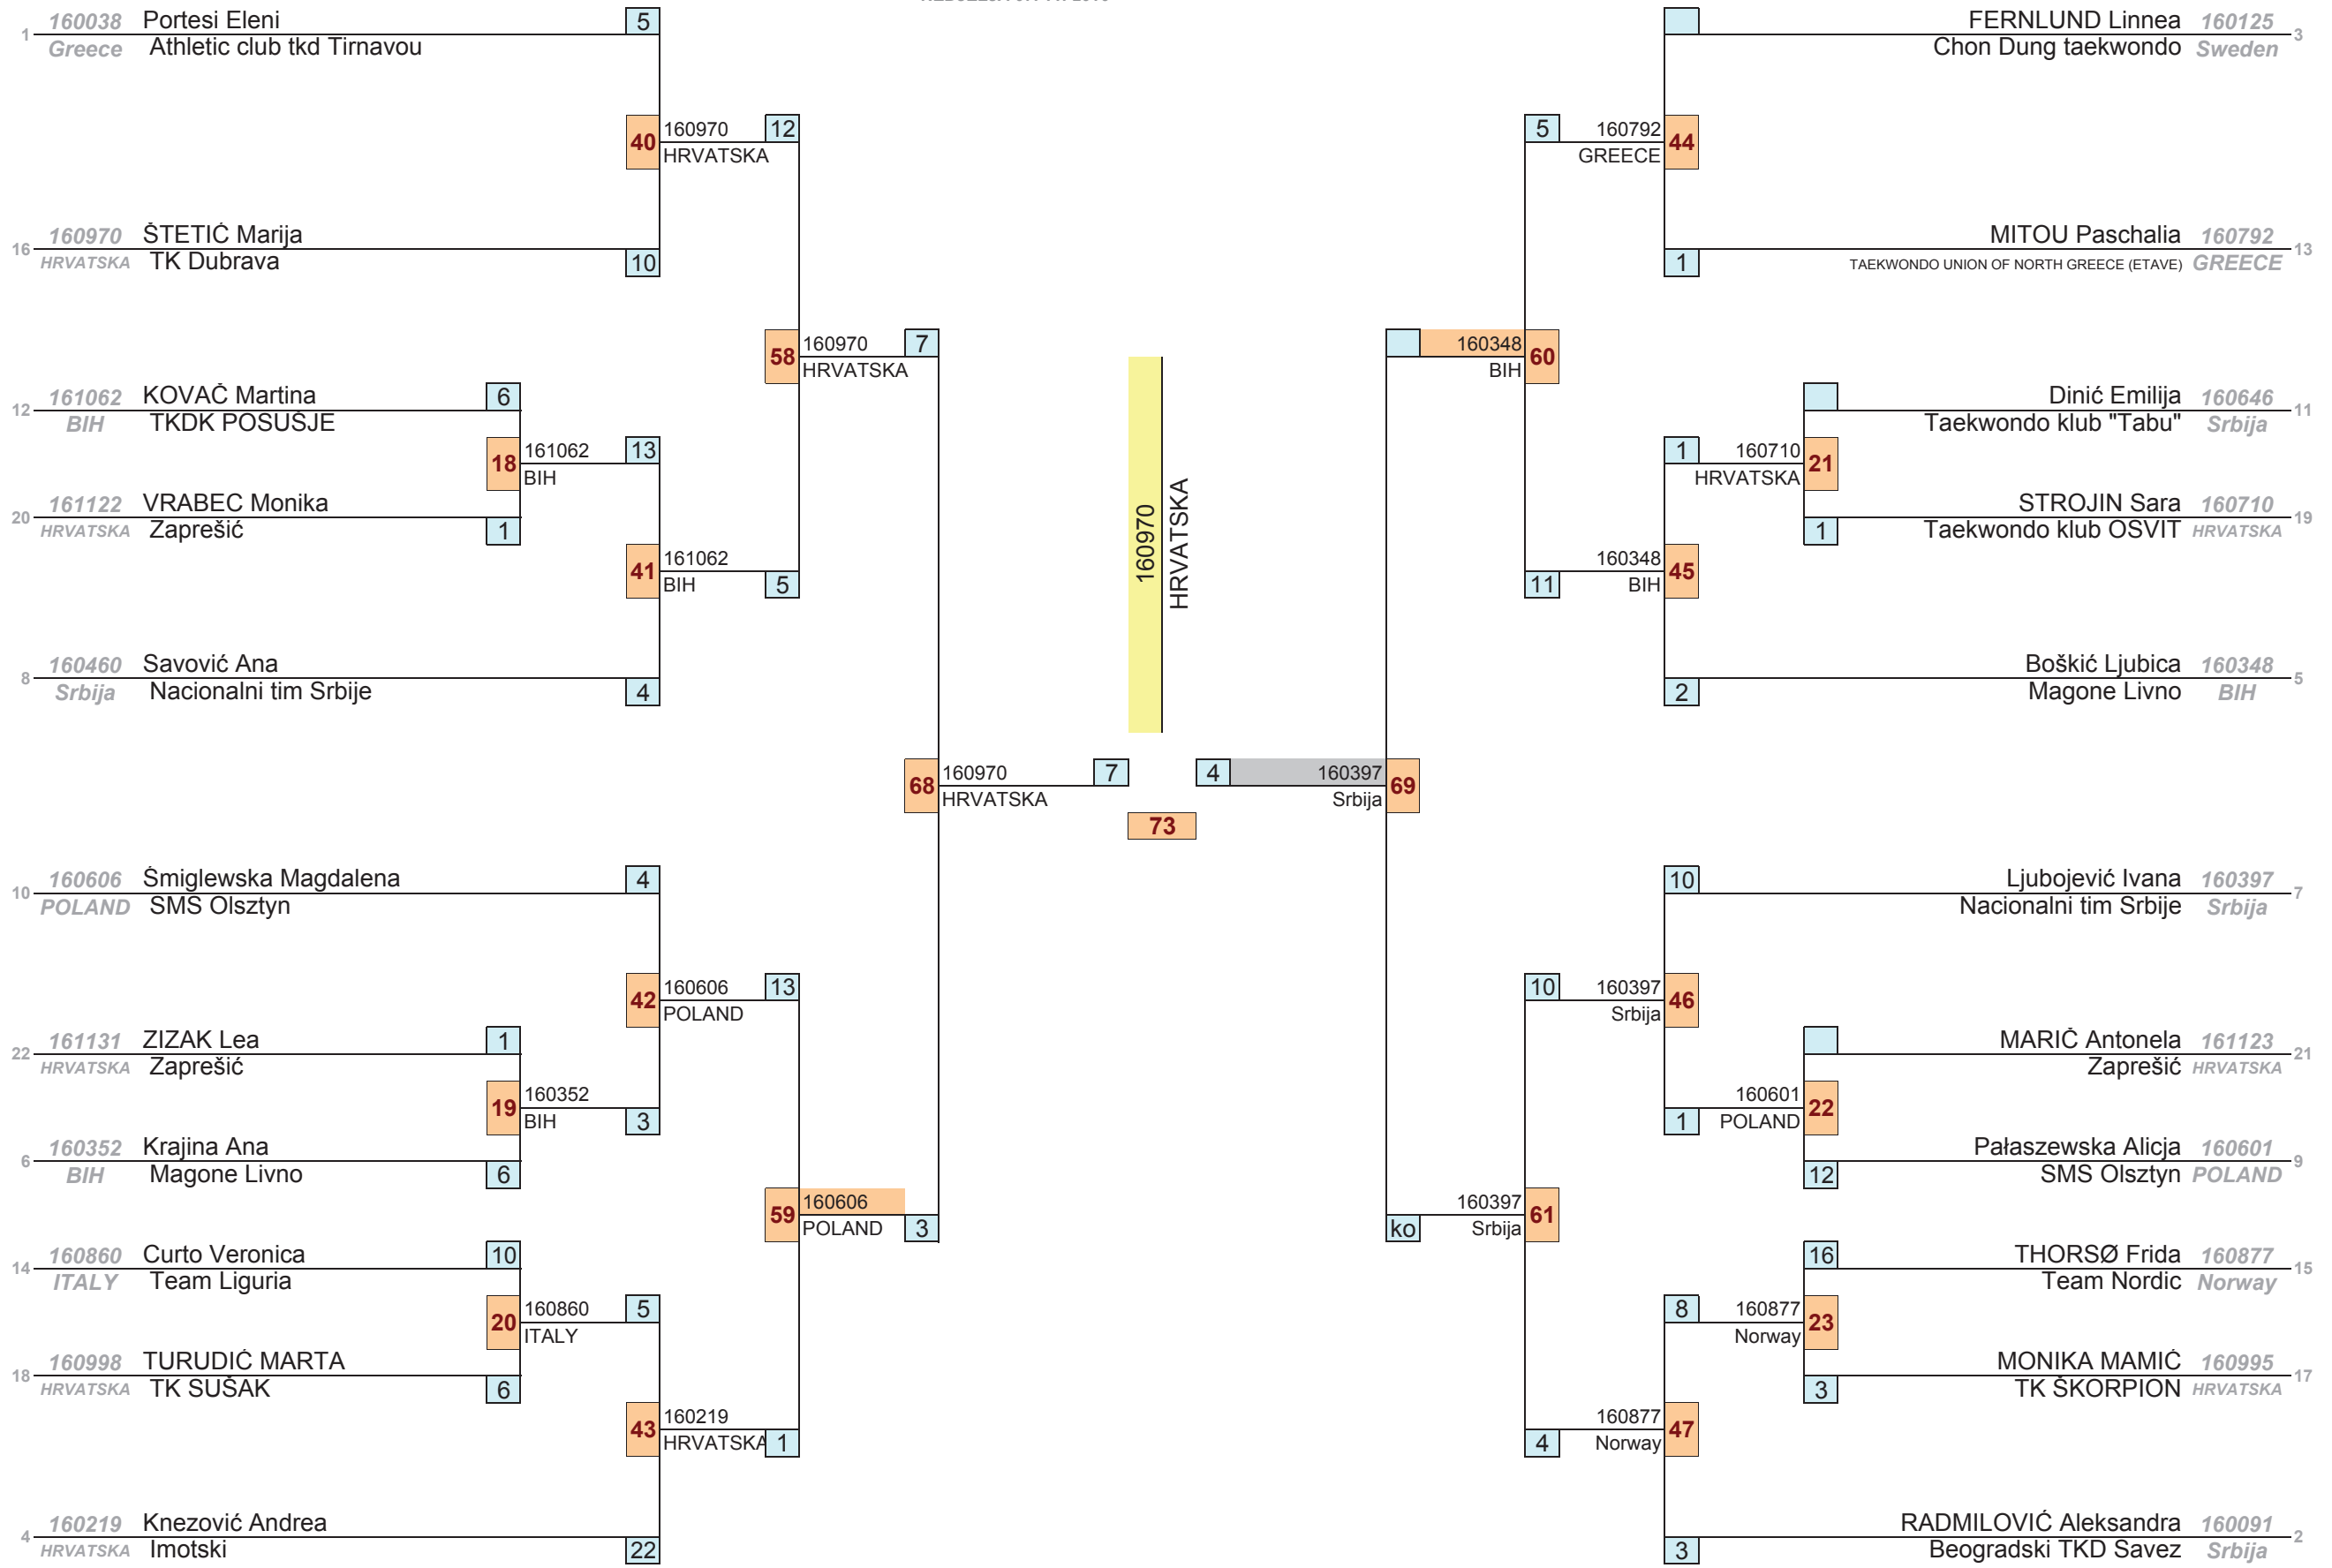 160038 Portesi Eleni 5
1
Greece Athletic club tkd Tirnavou
40 160970 12
HRVATSKA
160970 ŠTETIĆ Marija
16
HRVATSKA TK Dubrava 10
58 160970 7
HRVATSKA
161062 KOVAČ Martina 6
12
BIH TKDK POSUŠJE
18 161062 13
BIH
161122 VRABEC Monika
20
HRVATSKA Zaprešić 1
41 161062
BIH 5
160460 Savović Ana
8
Srbija Nacionalni tim Srbije 4
68 160970 7
HRVATSKA
160606 Śmiglewska Magdalena 4
10
POLAND SMS Olsztyn
42 160606 13
POLAND
161131 ZIZAK Lea 1
22
HRVATSKA Zaprešić
19 160352
BIH 3
160352 Krajina Ana
6
BIH Magone Livno 6
59 160606
POLAND 3
160860 Curto Veronica 10
14
ITALY Team Liguria
20 160860 5
ITALY
160998 TURUDIĆ MARTA
18
HRVATSKA TK SUŠAK 6
43 160219
HRVATSKA 1
160219 Knezović Andrea
4
HRVATSKA Imotski 22
160970
HRVATSKA
73
FERNLUND Linnea 160125
3
Chon Dung taekwondo Sweden
5 160792 44
GREECE
MITOU Paschalia 160792
13
1 TAEKWONDO UNION OF NORTH GREECE (ETAVE) GREECE
160348 60
BIH
Dinić Emilija 160646
11
Taekwondo klub "Tabu" Srbija
1 160710 21
HRVATSKA
STROJIN Sara 160710
19
1 Taekwondo klub OSVIT HRVATSKA
160348 45
11 BIH
Boškić Ljubica 160348
5
2 Magone Livno BIH
4 160397 69
Srbija
10 Ljubojević Ivana 160397
7
Nacionalni tim Srbije Srbija
10 160397 46
Srbija
MARIĆ Antonela 161123
21
Zaprešić HRVATSKA
160601 22
1 POLAND
Pałaszewska Alicja 160601
9
12 SMS Olsztyn POLAND
160397 61
ko Srbija
16 THORSØ Frida 160877
15
Team Nordic Norway
8 160877 23
Norway
MONIKA MAMIĆ 160995
17
3 TK ŠKORPION HRVATSKA
160877 47
4 Norway
RADMILOVIĆ Aleksandra 160091
2
3 Beogradski TKD Savez Srbija